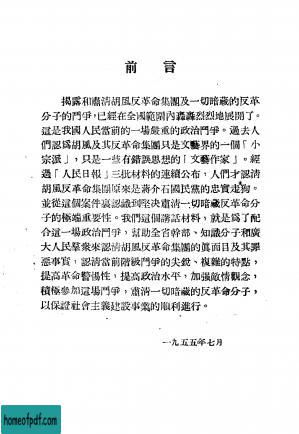 前言
揭露和肅清胡風反革命集團及一切暗藏的反革
命分子的鬥爭，已經在全國範圍內轟轟烈烈地展開了。
這是我國人民當前的一場嚴重的政治鬥爭。過去人
們認爲胡風及其反革命集團只是文藝界的一個「小
宗派」，只是一些有錯誤思想的「文藝作家」。經
過「人民日報」三批材料的連續公布，人們才認清
胡風反革命集團原來是蔣介石國民黨的忠實走狗。
並從這個案件裏認識到堅決肅清一切暗藏反革命分
子的極端重要性。我們這個講話材料，就是爲了配
合這一場政治鬥爭，幫助全省幹部、知識分子和廣
大人民羣衆來認清胡風反革命集團的眞面目及其罪
惡事實，認清當前階級鬥爭的尖銳、複雜的特點，
提高革命警惕性，提高政治水平，加强敵情觀念，
積極參加這場鬥爭，肅清一切暗藏的反革命分子，
以保證社會主義建設事業的順利進行。
一九五五年七月
homeofpdf.com
homeofpdf.com